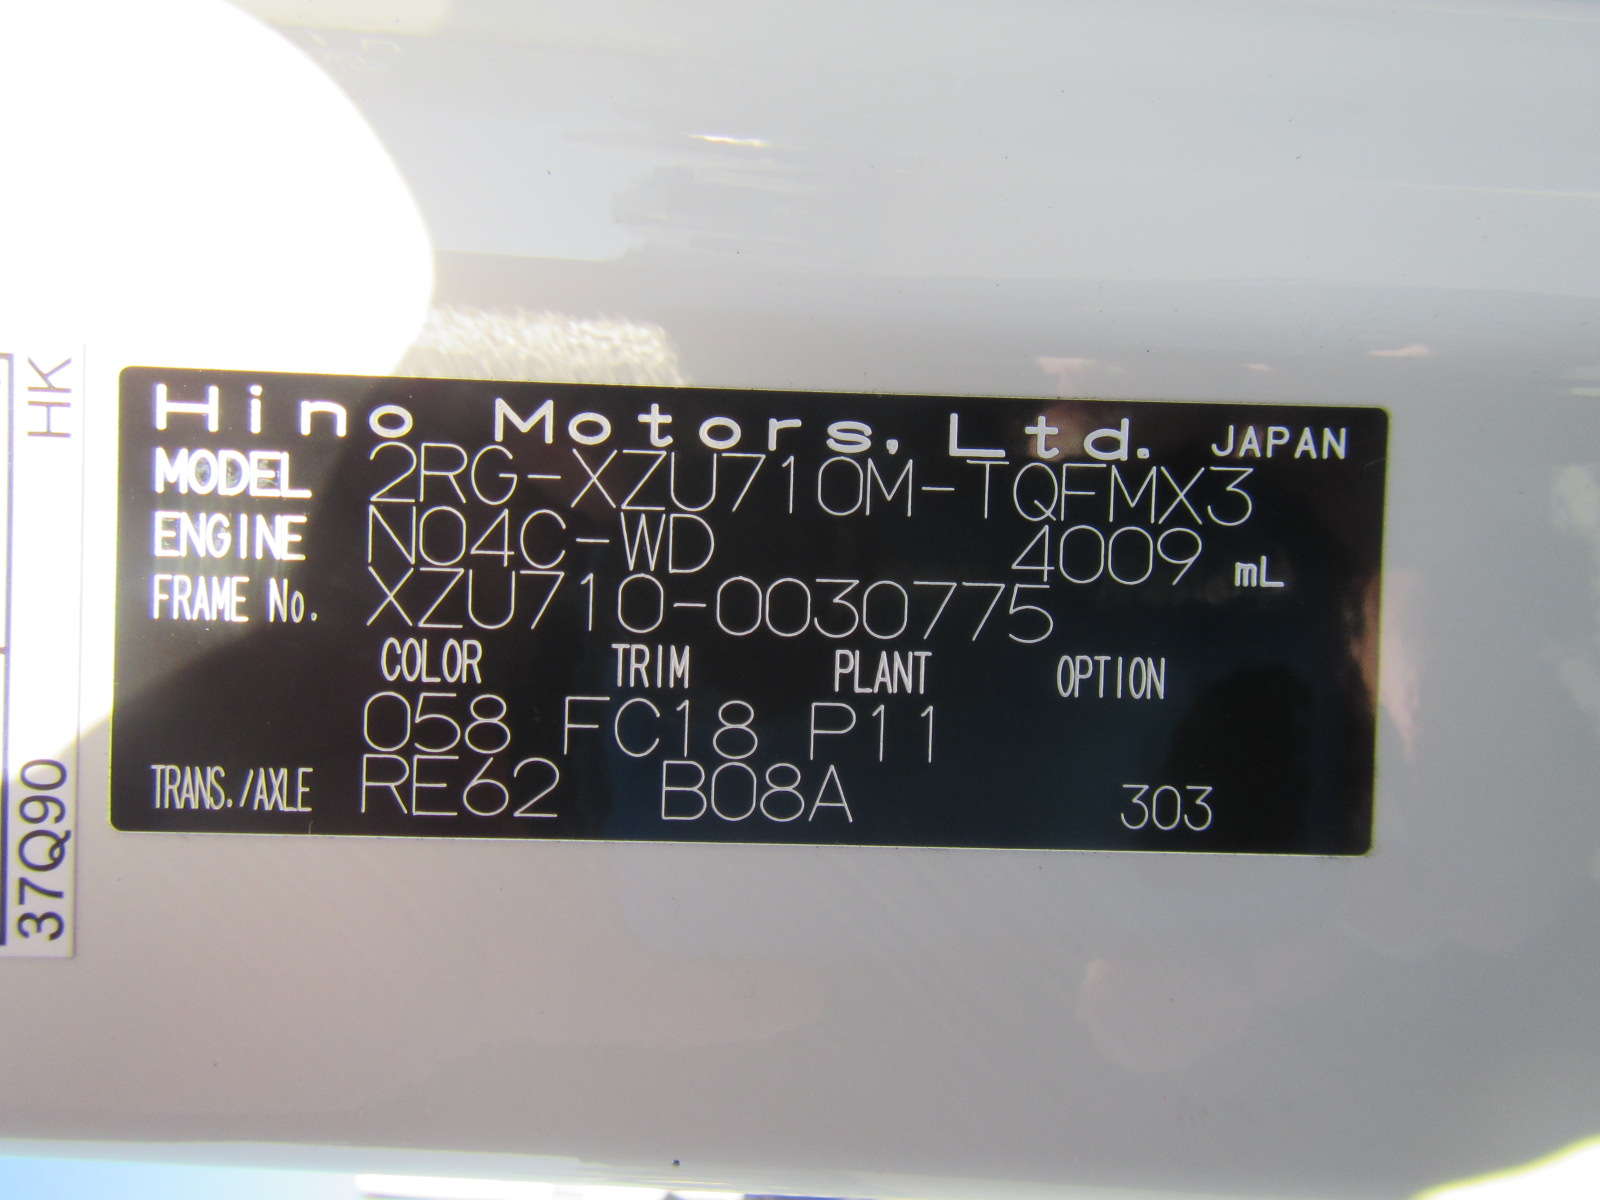 Hino Motors, Ltd. JAPAN
MODEL 2RG-XZU710M-TQFMX3
ENGINE N04C-WD 4009 mL
FRAME No. XZU710-0030775
COLOR TRIM PLANT OPTION
058 FC18 P11
TRANS./AXLE RE62 B08A 303
HK
37Q90